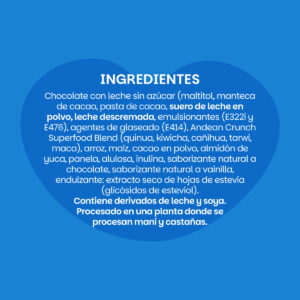 INGREDIENTES
Chocolate con leche sin azúcar (maltitol, manteca
de cacao, pasta de cacao, suero de leche en
polvo, leche descremada, emulsionantes (E322i y
E476), agentes de glaseado (E414), Andean Crunch
Superfood Blend (quinua, kiwicha, cañihua, tarwi,
maca), arroz, maíz, cacao en polvo, almidón de
yuca, panela, alulosa, inulina, saborizante natural a
chocolate, saborizante natural a vainilla,
endulzante: extracto seco de hojas de estevia
(glicósidos de esteviol).
Contiene derivados de leche y soya.
Procesado en una planta donde se
procesan maní y castañas.